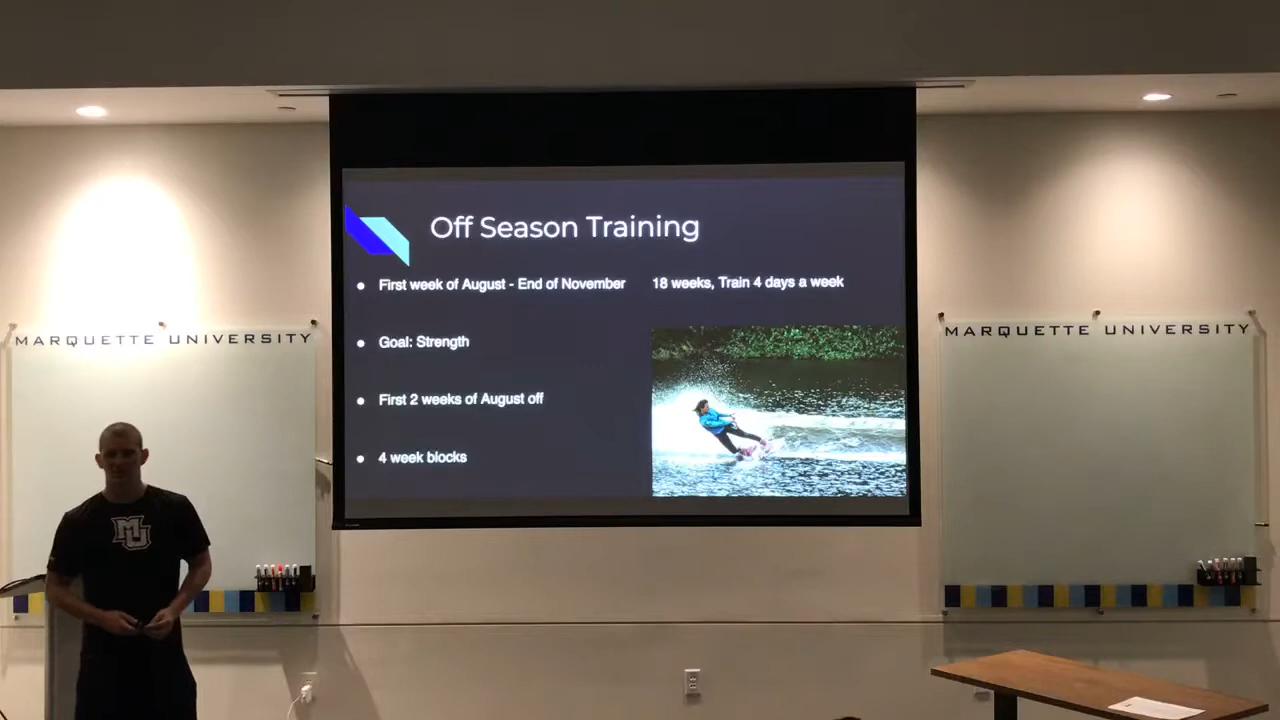 Off Season Training
First week of August - End of November
18 weeks, Train 4 days a week
Goal: Strength
First 2 weeks of August off
4 week blocks
MARQUETTE UNIVERSITY
MARQUETTE UNIVERSITY
MU